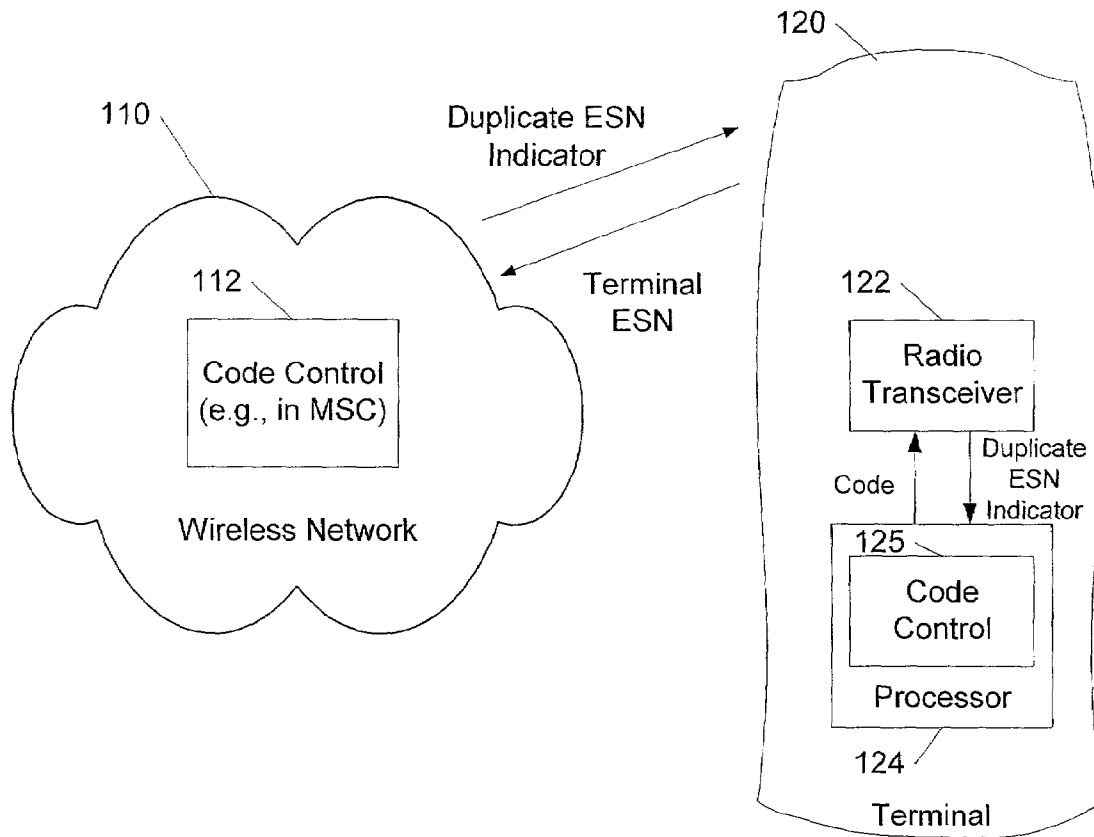 120
110
Duplicate ESN
Indicator
Terminal
ESN
112
Code Control
(e.g., in MSC)
Wireless Network
122
Radio
Transceiver
Code
Duplicate
ESN
Indicator
125
Code
Control
Processor
124
Terminal